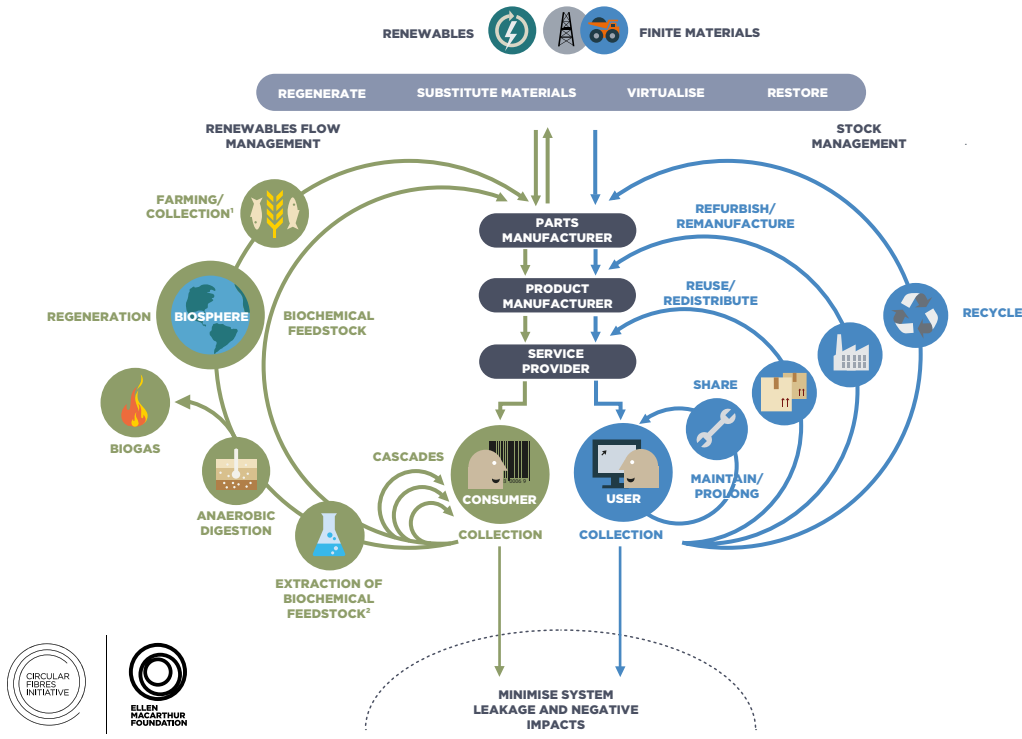 RENEWABLES
FINITE MATERIALS
REGENERATE
SUBSTITUTE MATERIALS
VIRTUALISE
RESTORE
RENEWABLES FLOW
MANAGEMENT
STOCK
MANAGEMENT
FARMING/
COLLECTION¹
PARTS
MANUFACTURER
REFURBISH/
REMANUFACTURE
PRODUCT
MANUFACTURER
REUSE/
REDISTRIBUTE
REGENERATION
BIOSPHERE
BIOCHEMICAL
FEEDSTOCK
RECYCLE
SERVICE
PROVIDER
SHARE
BIOGAS
CASCADES
CONSUMER
USER
MAINTAIN/
PROLONG
ANAEROBIC
DIGESTION
COLLECTION
COLLECTION
EXTRACTION OF
BIOCHEMICAL
FEEDSTOCK²
CIRCULAR
FIBRES
INITIATIVE
ELLEN
MACARTHUR
FOUNDATION
MINIMISE SYSTEM
LEAKAGE AND NEGATIVE
IMPACTS